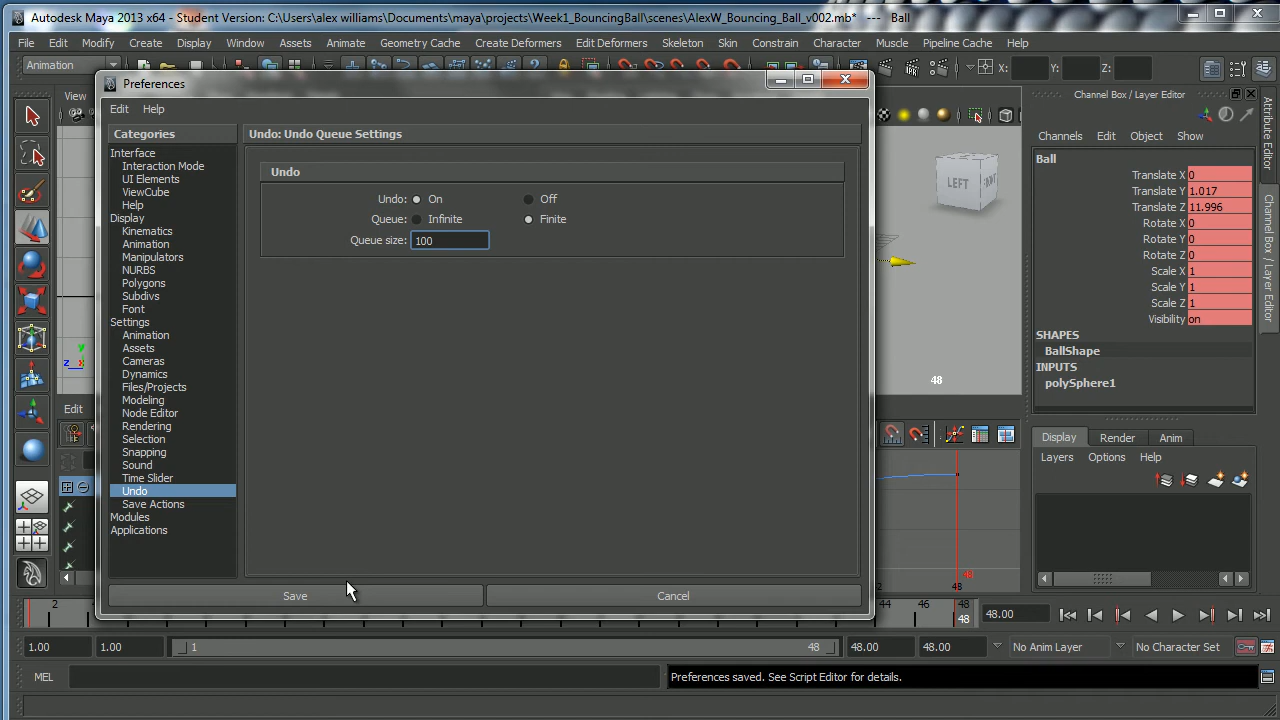 Autodesk Maya 2013 x64 - Student Version: C:\Users\alex williams\Documents\maya\projects\Week1_BouncingBall\scenes\AlexW_Bouncing_Ball_v002.mb* --- Ball
File Edit Modify Create Display Window Assets Animate Geometry Cache Create Deformers Edit Deformers Skeleton Skin Constrain Character Muscle Pipeline Cache Help
Animation X: Y: Z:
Preferences
View
Channel Box / Layer Editor
Edit Help
Channels Edit Object Show
Categories
Undo: Undo Queue Settings
Interface
Interaction Mode
UI Elements
ViewCube
Help
Display
Kinematics
Animation
Manipulators
NURBS
Polygons
Subdivs
Font
Settings
Animation
Assets
Cameras
Dynamics
Files/Projects
Modeling
Node Editor
Rendering
Selection
Snapping
Sound
Time Slider
Undo
Save Actions
Modules
Applications
Undo
Undo: On Off
Queue: Infinite Finite
Queue size: 100
Save
Cancel
LEFT
48
y
z x
Edit
Ball
Translate X 0
Translate Y 1.017
Translate Z 11.996
Rotate X 0
Rotate Y 0
Rotate Z 0
Scale X 1
Scale Y 1
Scale Z 1
Visibility on
SHAPES
BallShape
INPUTS
polySphere1
Attribute Editor
Channel Box / Layer Editor
Display Render Anim
Layers Options Help
48
2 48
2 44 46 48
48
48.00
1.00 1.00 1 48 48.00 48.00 No Anim Layer No Character Set
MEL
Preferences saved. See Script Editor for details.